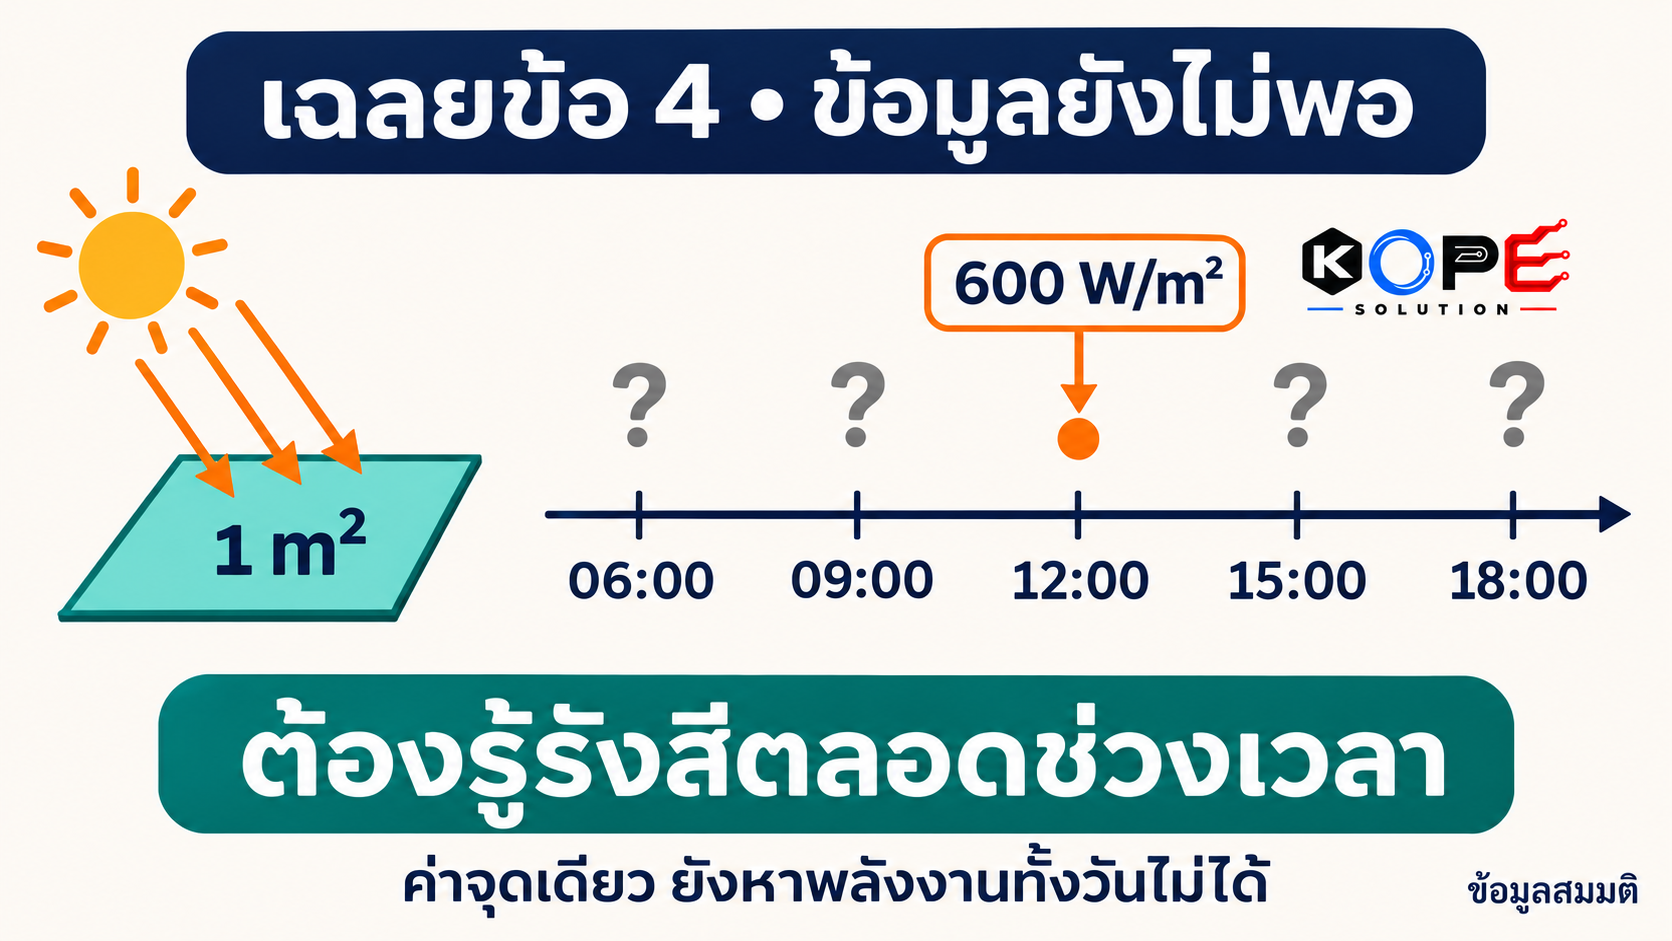 เฉลยข้อ 4 • ข้อมูลยังไม่พอ
600 W/m²
KOPE
SOLUTION
? ? ? ?
1 m²
06:00 09:00 12:00 15:00 18:00
ต้องรู้รังสีตลอดช่วงเวลา
ค่าจุดเดียว ยังหาพลังงานทั้งวันไม่ได้
ข้อมูลสมมติ